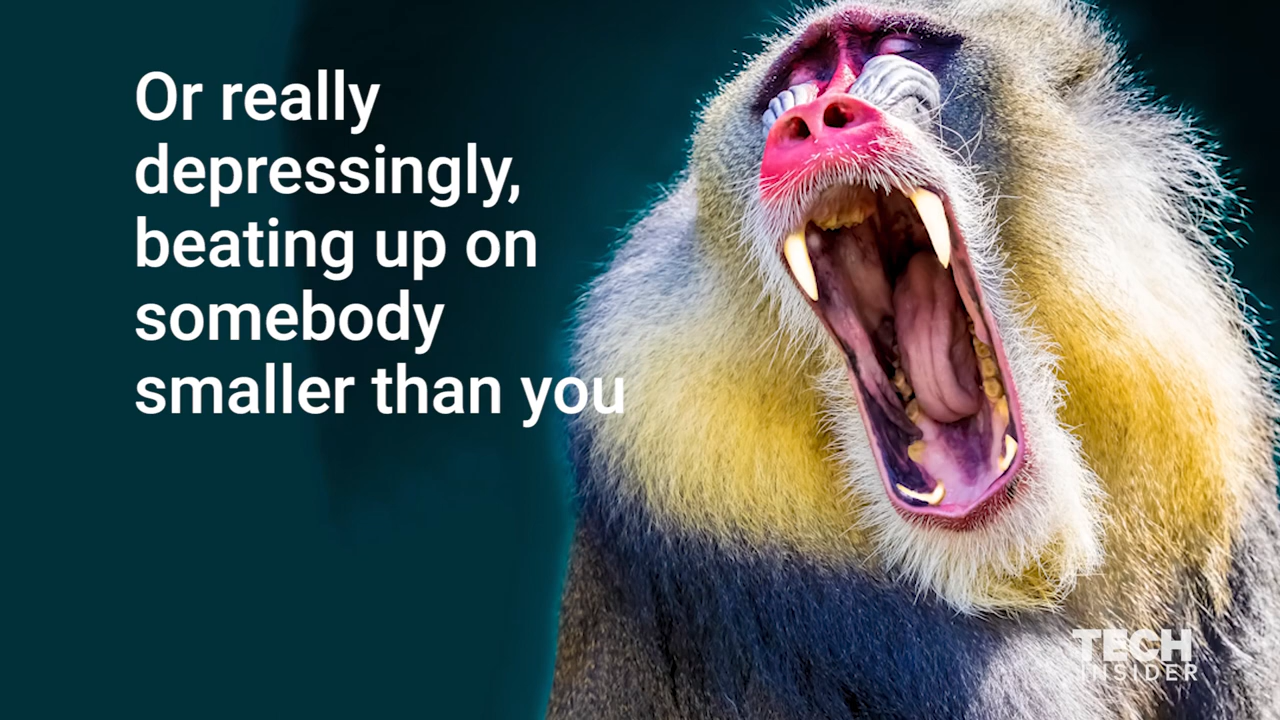 Or really
depressingly,
beating up on
somebody
smaller than you
TECH
INSIDER